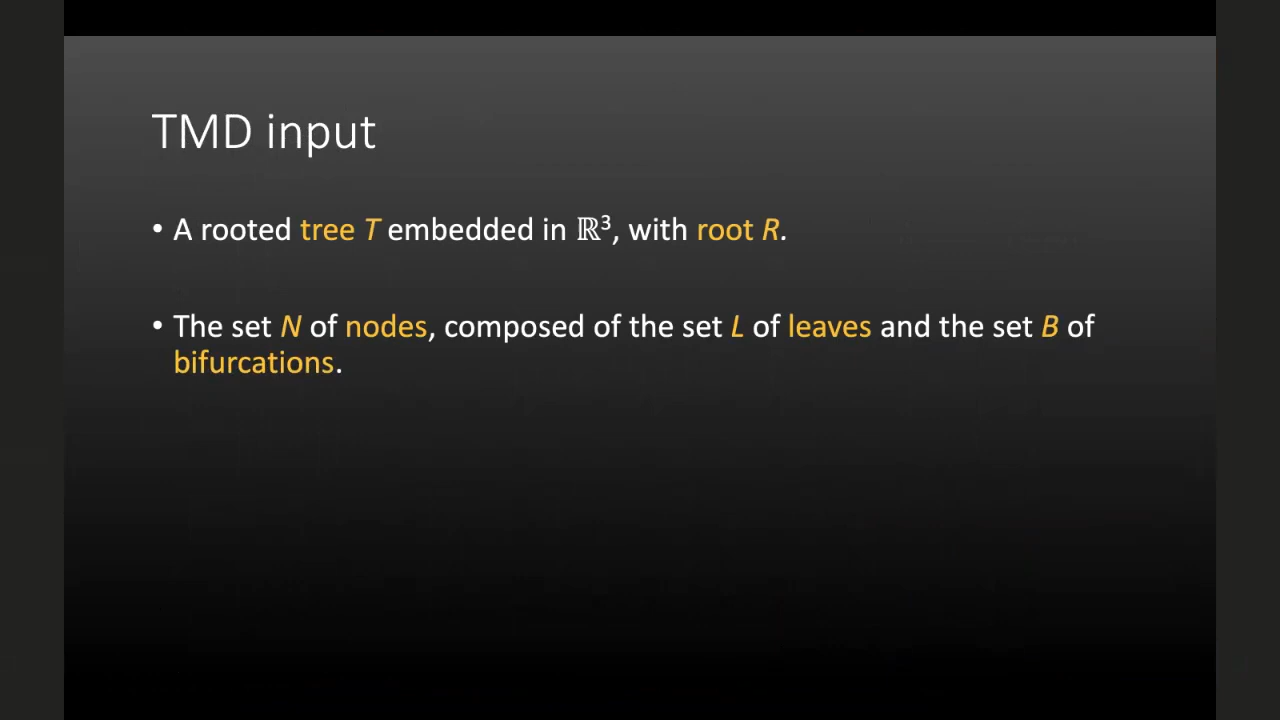 TMD input
• A rooted tree T embedded in ℝ³, with root R.
• The set N of nodes, composed of the set L of leaves and the set B of
bifurcations.